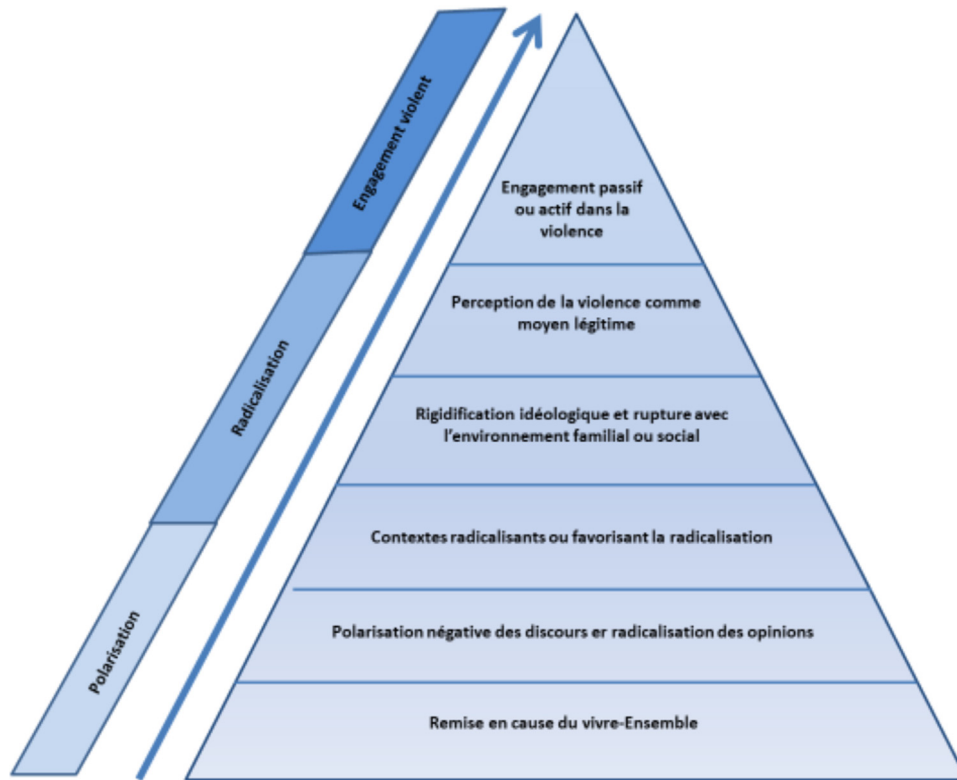 Engagement violent
Radicalisation
Polarisation
Engagement passif
ou actif dans la
violence
Perception de la violence comme
moyen légitime
Rigidification idéologique et rupture avec
l'environnement familial ou social
Contextes radicalisants ou favorisant la radicalisation
Polarisation négative des discours er radicalisation des opinions
Remise en cause du vivre-Ensemble